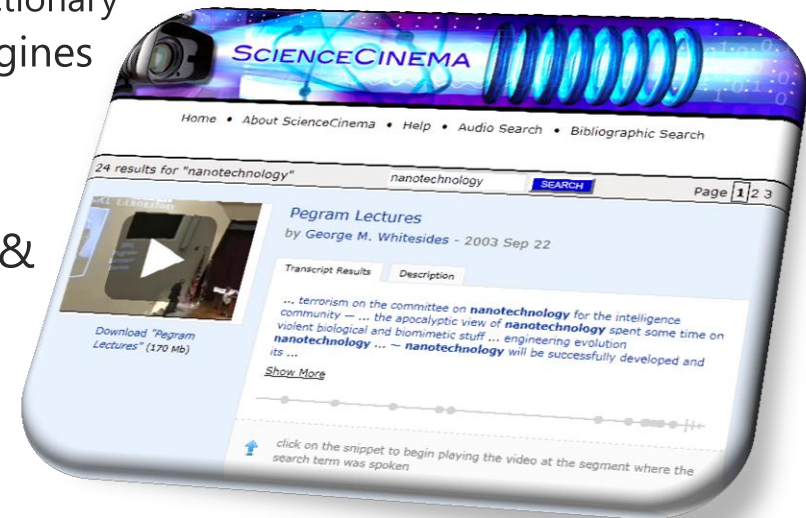 ctionary
gines
&
SCIENCECINEMA
Home • About ScienceCinema • Help • Audio Search • Bibliographic Search
24 results for "nanotechnology"
nanotechnology
SEARCH
Page 1 2 3
Pegram Lectures
by George M. Whitesides - 2003 Sep 22
Transcript Results
Description
... terrorism on the committee on nanotechnology for the intelligence
community — ... the apocalyptic view of nanotechnology spent some time on
violent biological and biomimetic stuff ... engineering evolution
nanotechnology ... — nanotechnology will be successfully developed and
its ...
Show More
Download "Pegram
Lectures" (170 Mb)
click on the snippet to begin playing the video at the segment where the
search term was spoken